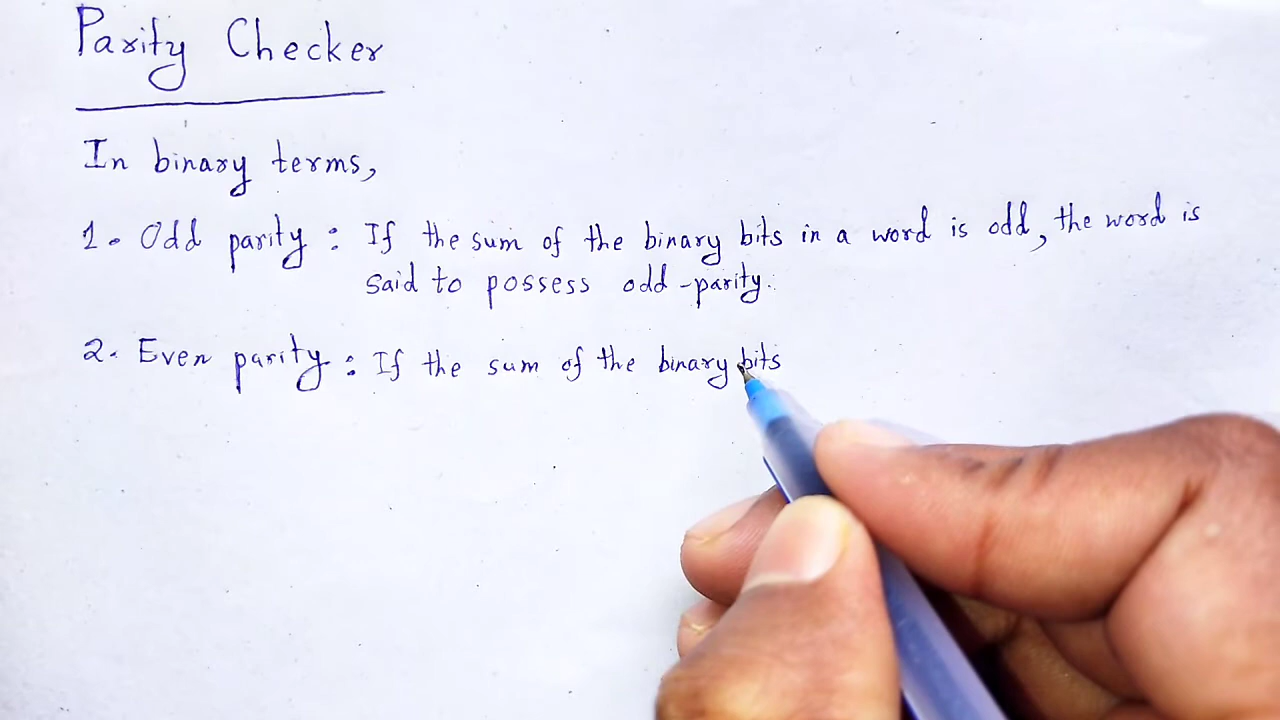 Parity Checker
In binary terms,
1. Odd parity : If the sum of the binary bits in a word is odd, the word is
said to possess odd-parity.
2. Even parity : If the sum of the binary bits